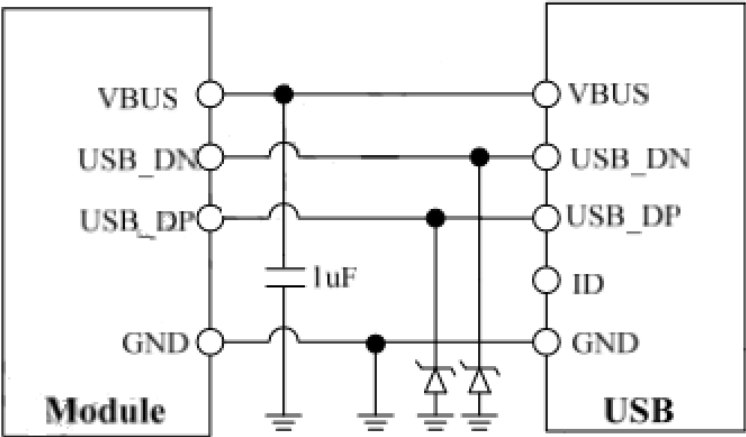 VBUS
USB_DN
USB_DP
GND
Module
1uF
VBUS
USB_DN
USB_DP
ID
GND
USB